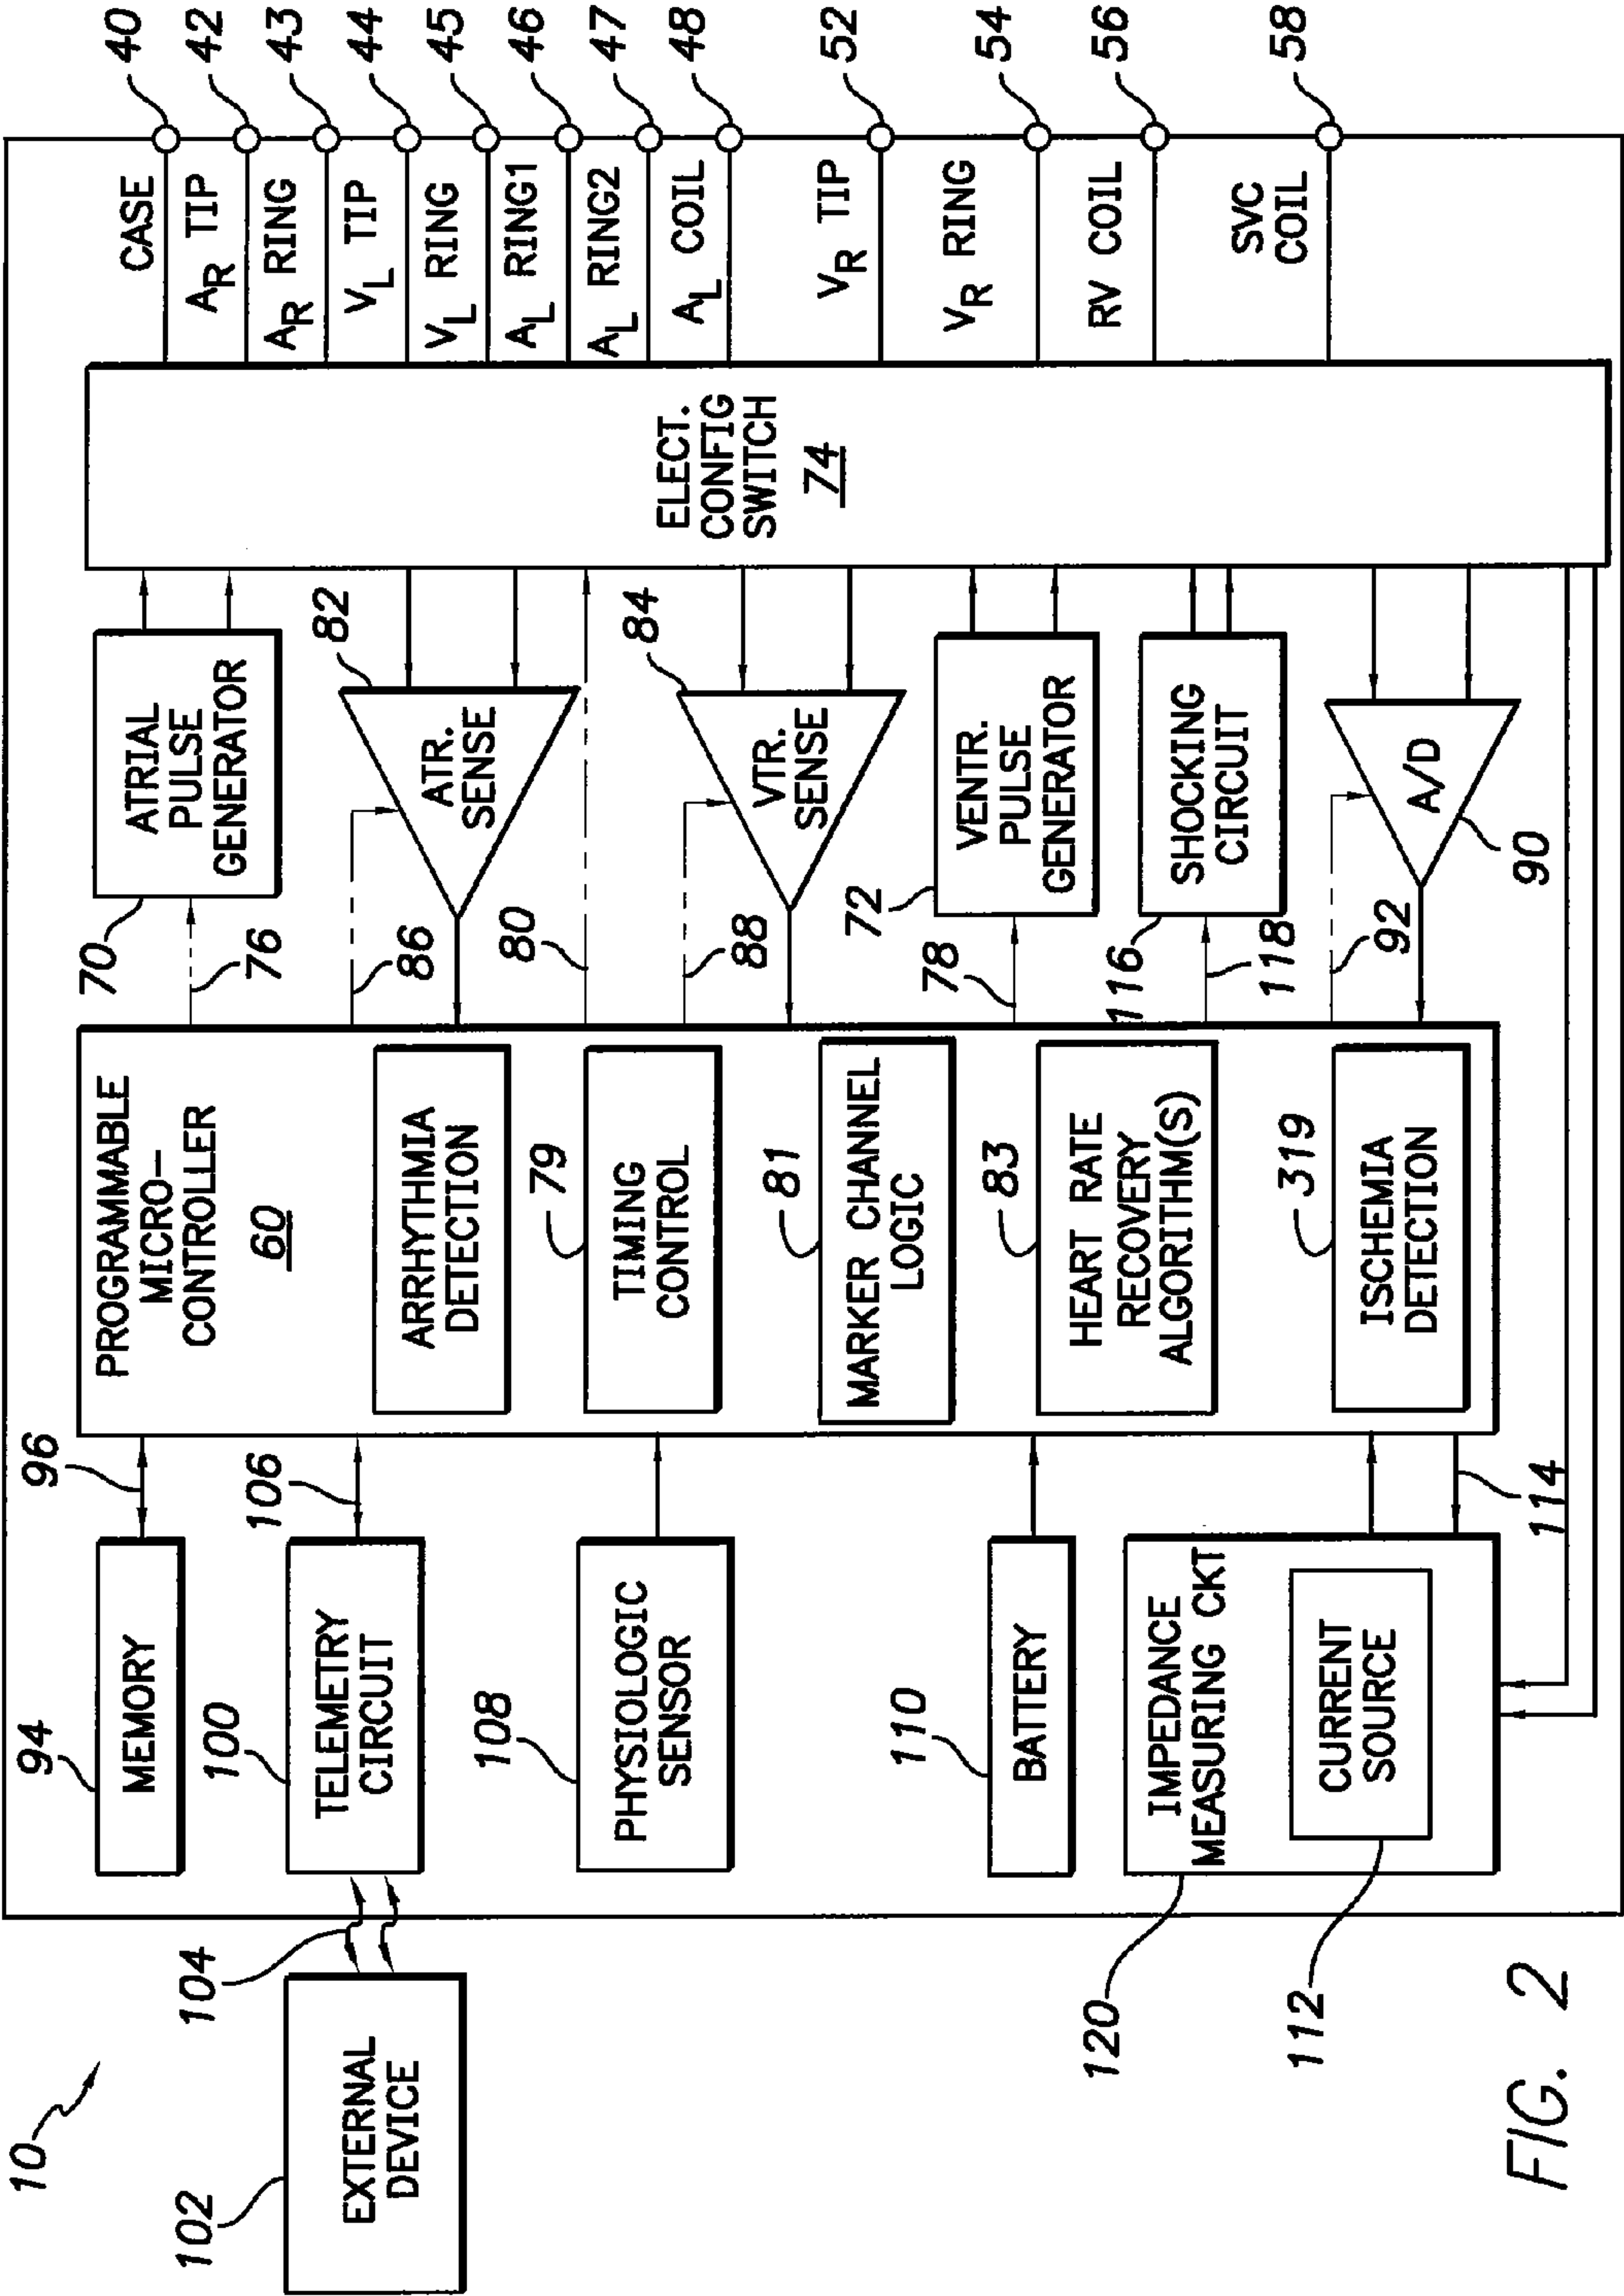 10
102
EXTERNAL
DEVICE
104
94
MEMORY
96
100
TELEMETRY
CIRCUIT
106
108
PHYSIOLOGIC
SENSOR
110
BATTERY
120
IMPEDANCE
MEASURING CKT
112
CURRENT
SOURCE
114
PROGRAMMABLE
MICRO-
CONTROLLER
60
ARRHYTHMIA
DETECTION
79
TIMING
CONTROL
81
MARKER CHANNEL
LOGIC
83
HEART RATE
RECOVERY
ALGORITHM(S)
319
ISCHEMIA
DETECTION
70
76
ATRIAL
PULSE
GENERATOR
82
86
ATR.
SENSE
80
84
88
VTR.
SENSE
72
78
VENTR.
PULSE
GENERATOR
116
118
SHOCKING
CIRCUIT
92
A/D
90
ELECT.
CONFIG
SWITCH
74
CASE 40
AR TIP 42
AR RING 43
VL TIP 44
VL RING 45
AL RING1 46
AL RING2 47
AL COIL 48
VR TIP 52
VR RING 54
RV COIL 56
SVC
COIL 58
FIG. 2